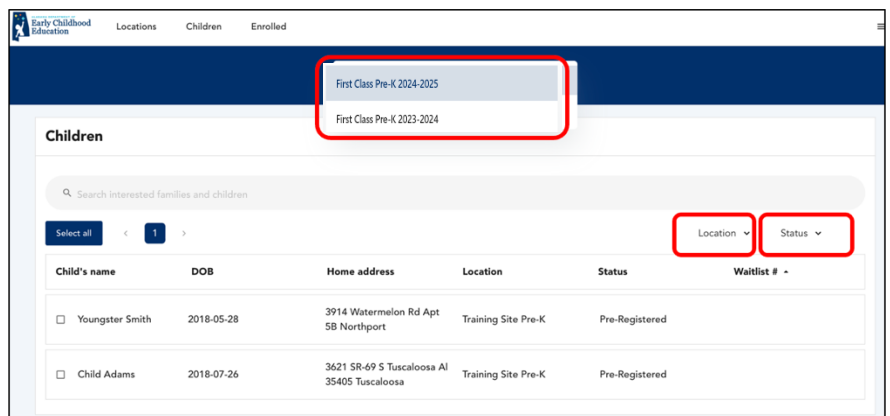 Early Childhood
Education
Locations Children Enrolled
First Class Pre-K 2024-2025
First Class Pre-K 2023-2024
Children
Search interested families and children
Select all < 1 >
Location Status
Child's name DOB Home address Location Status Waitlist #
Youngster Smith 2018-05-28 3914 Watermelon Rd Apt Training Site Pre-K Pre-Registered
5B Northport
Child Adams 2018-07-26 3621 SR-69 S Tuscaloosa Al Training Site Pre-K Pre-Registered
35405 Tuscaloosa